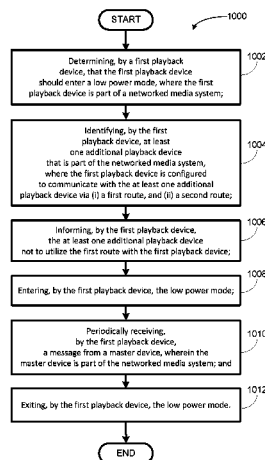 START
1000
Determining, by a first playback
device, that the first playback device
should enter a low power mode, where the first
playback device is part of a networked media system;
1002
Identifying, by the first
playback device, at least
one additional playback device
that is part of the networked media system,
where the first playback device is configured
to communicate with the at least one additional
playback device via (i) a first route, and (ii) a second route;
1004
Informing, by the first playback device,
the at least one additional playback device
not to utilize the first route with the first playback device;
1006
Entering, by the first playback device, the low power mode;
1008
Periodically receiving,
by the first playback device,
a message from a master device, wherein the
master device is part of the networked media system; and
1010
Exiting, by the first playback device, the low power mode.
1012
END